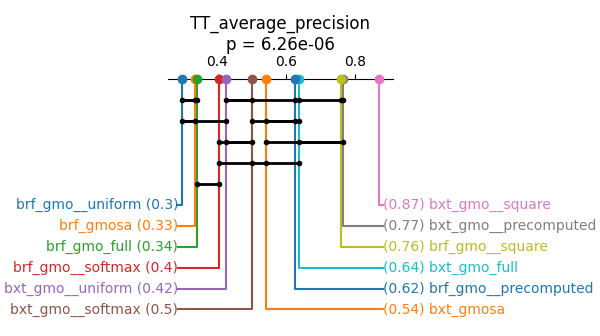 TT_average_precision
p = 6.26e-06
0.4 0.6 0.8
brf_gmo__uniform (0.3) (0.87) bxt_gmo__square
brf_gmosa (0.33) (0.77) bxt_gmo__precomputed
brf_gmo_full (0.34) (0.76) brf_gmo__square
brf_gmo__softmax (0.4) (0.64) bxt_gmo_full
bxt_gmo__uniform (0.42) (0.62) brf_gmo__precomputed
bxt_gmo__softmax (0.5) (0.54) bxt_gmosa